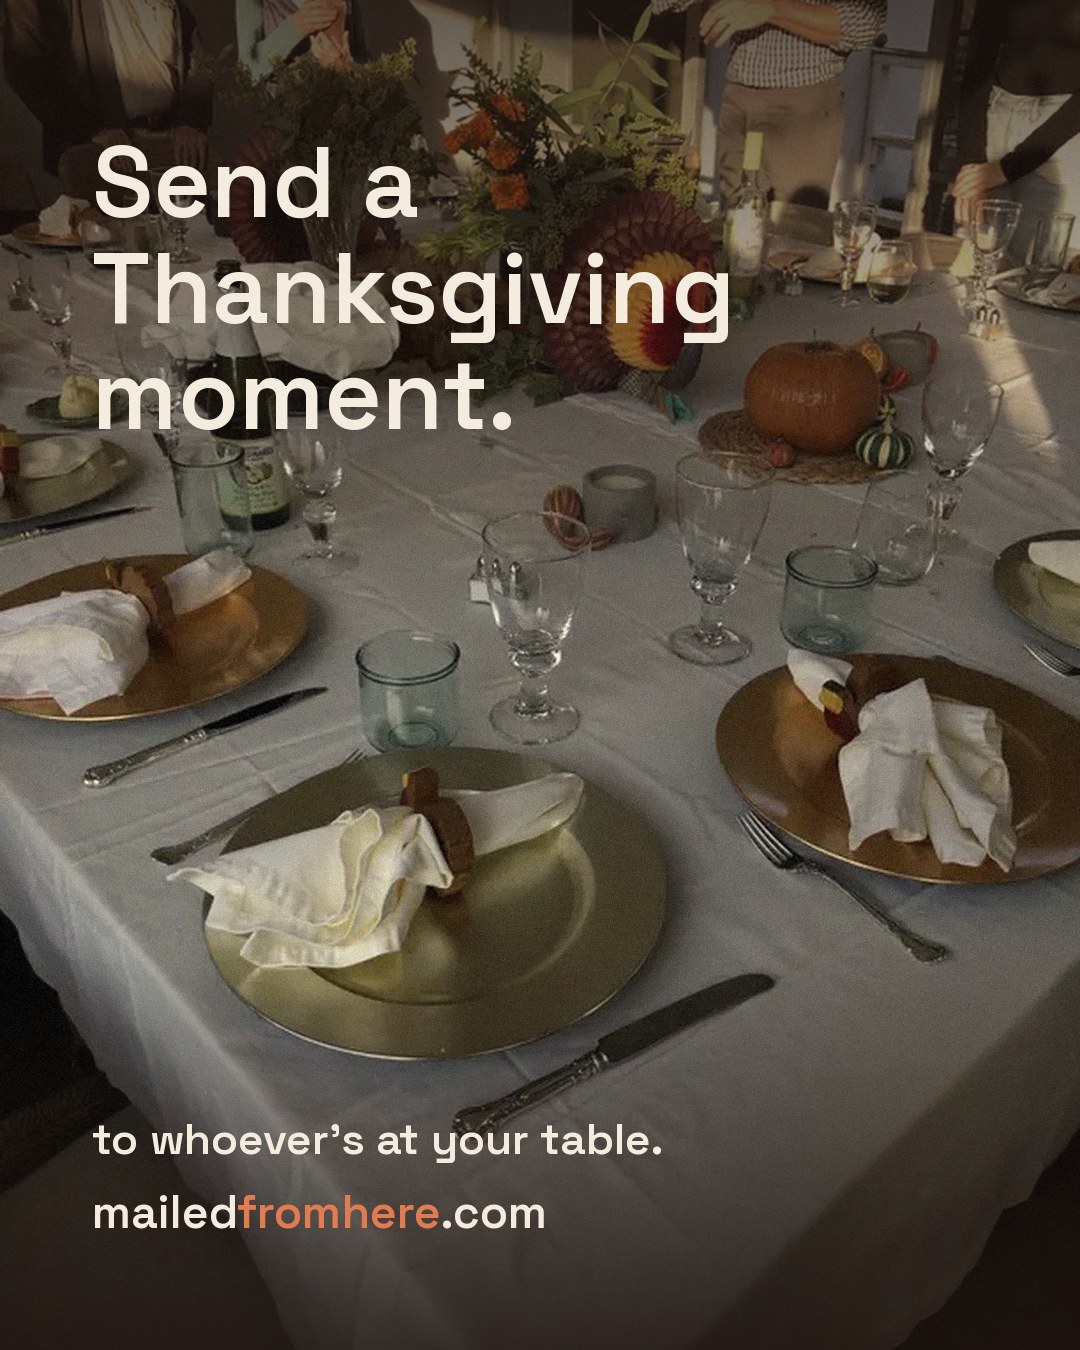 Send a
Thanksgiving
moment.
to whoever’s at your table.
mailedfromhere.com